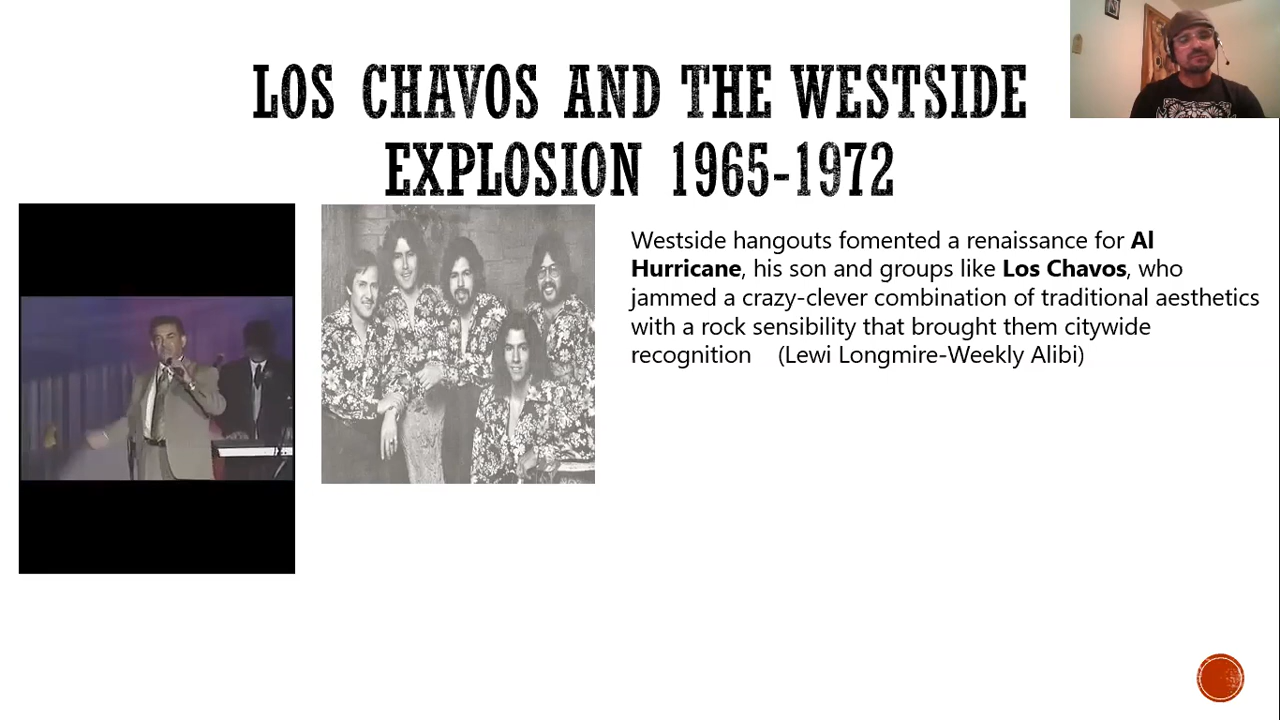 LOS CHAVOS AND THE WESTSIDE
EXPLOSION 1965-1972
Westside hangouts fomented a renaissance for Al
Hurricane, his son and groups like Los Chavos, who
jammed a crazy-clever combination of traditional aesthetics
with a rock sensibility that brought them citywide
recognition (Lewi Longmire-Weekly Alibi)